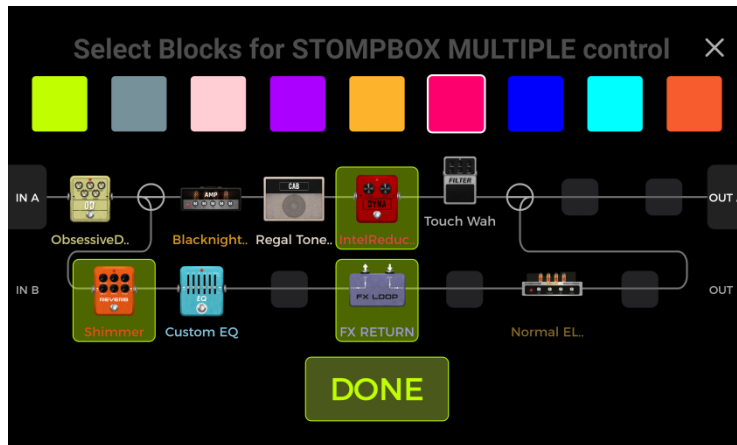 Select Blocks for STOMPBOX MULTIPLE control
IN A
OD
AMP
CAB
DYNA
FILTER
OUT
ObsessiveD..
Blacknight..
Regal Tone..
IntelReduc..
Touch Wah
IN B
REVERB
EQ
FX LOOP
OUT
Shimmer
Custom EQ
FX RETURN
Normal EL..
DONE